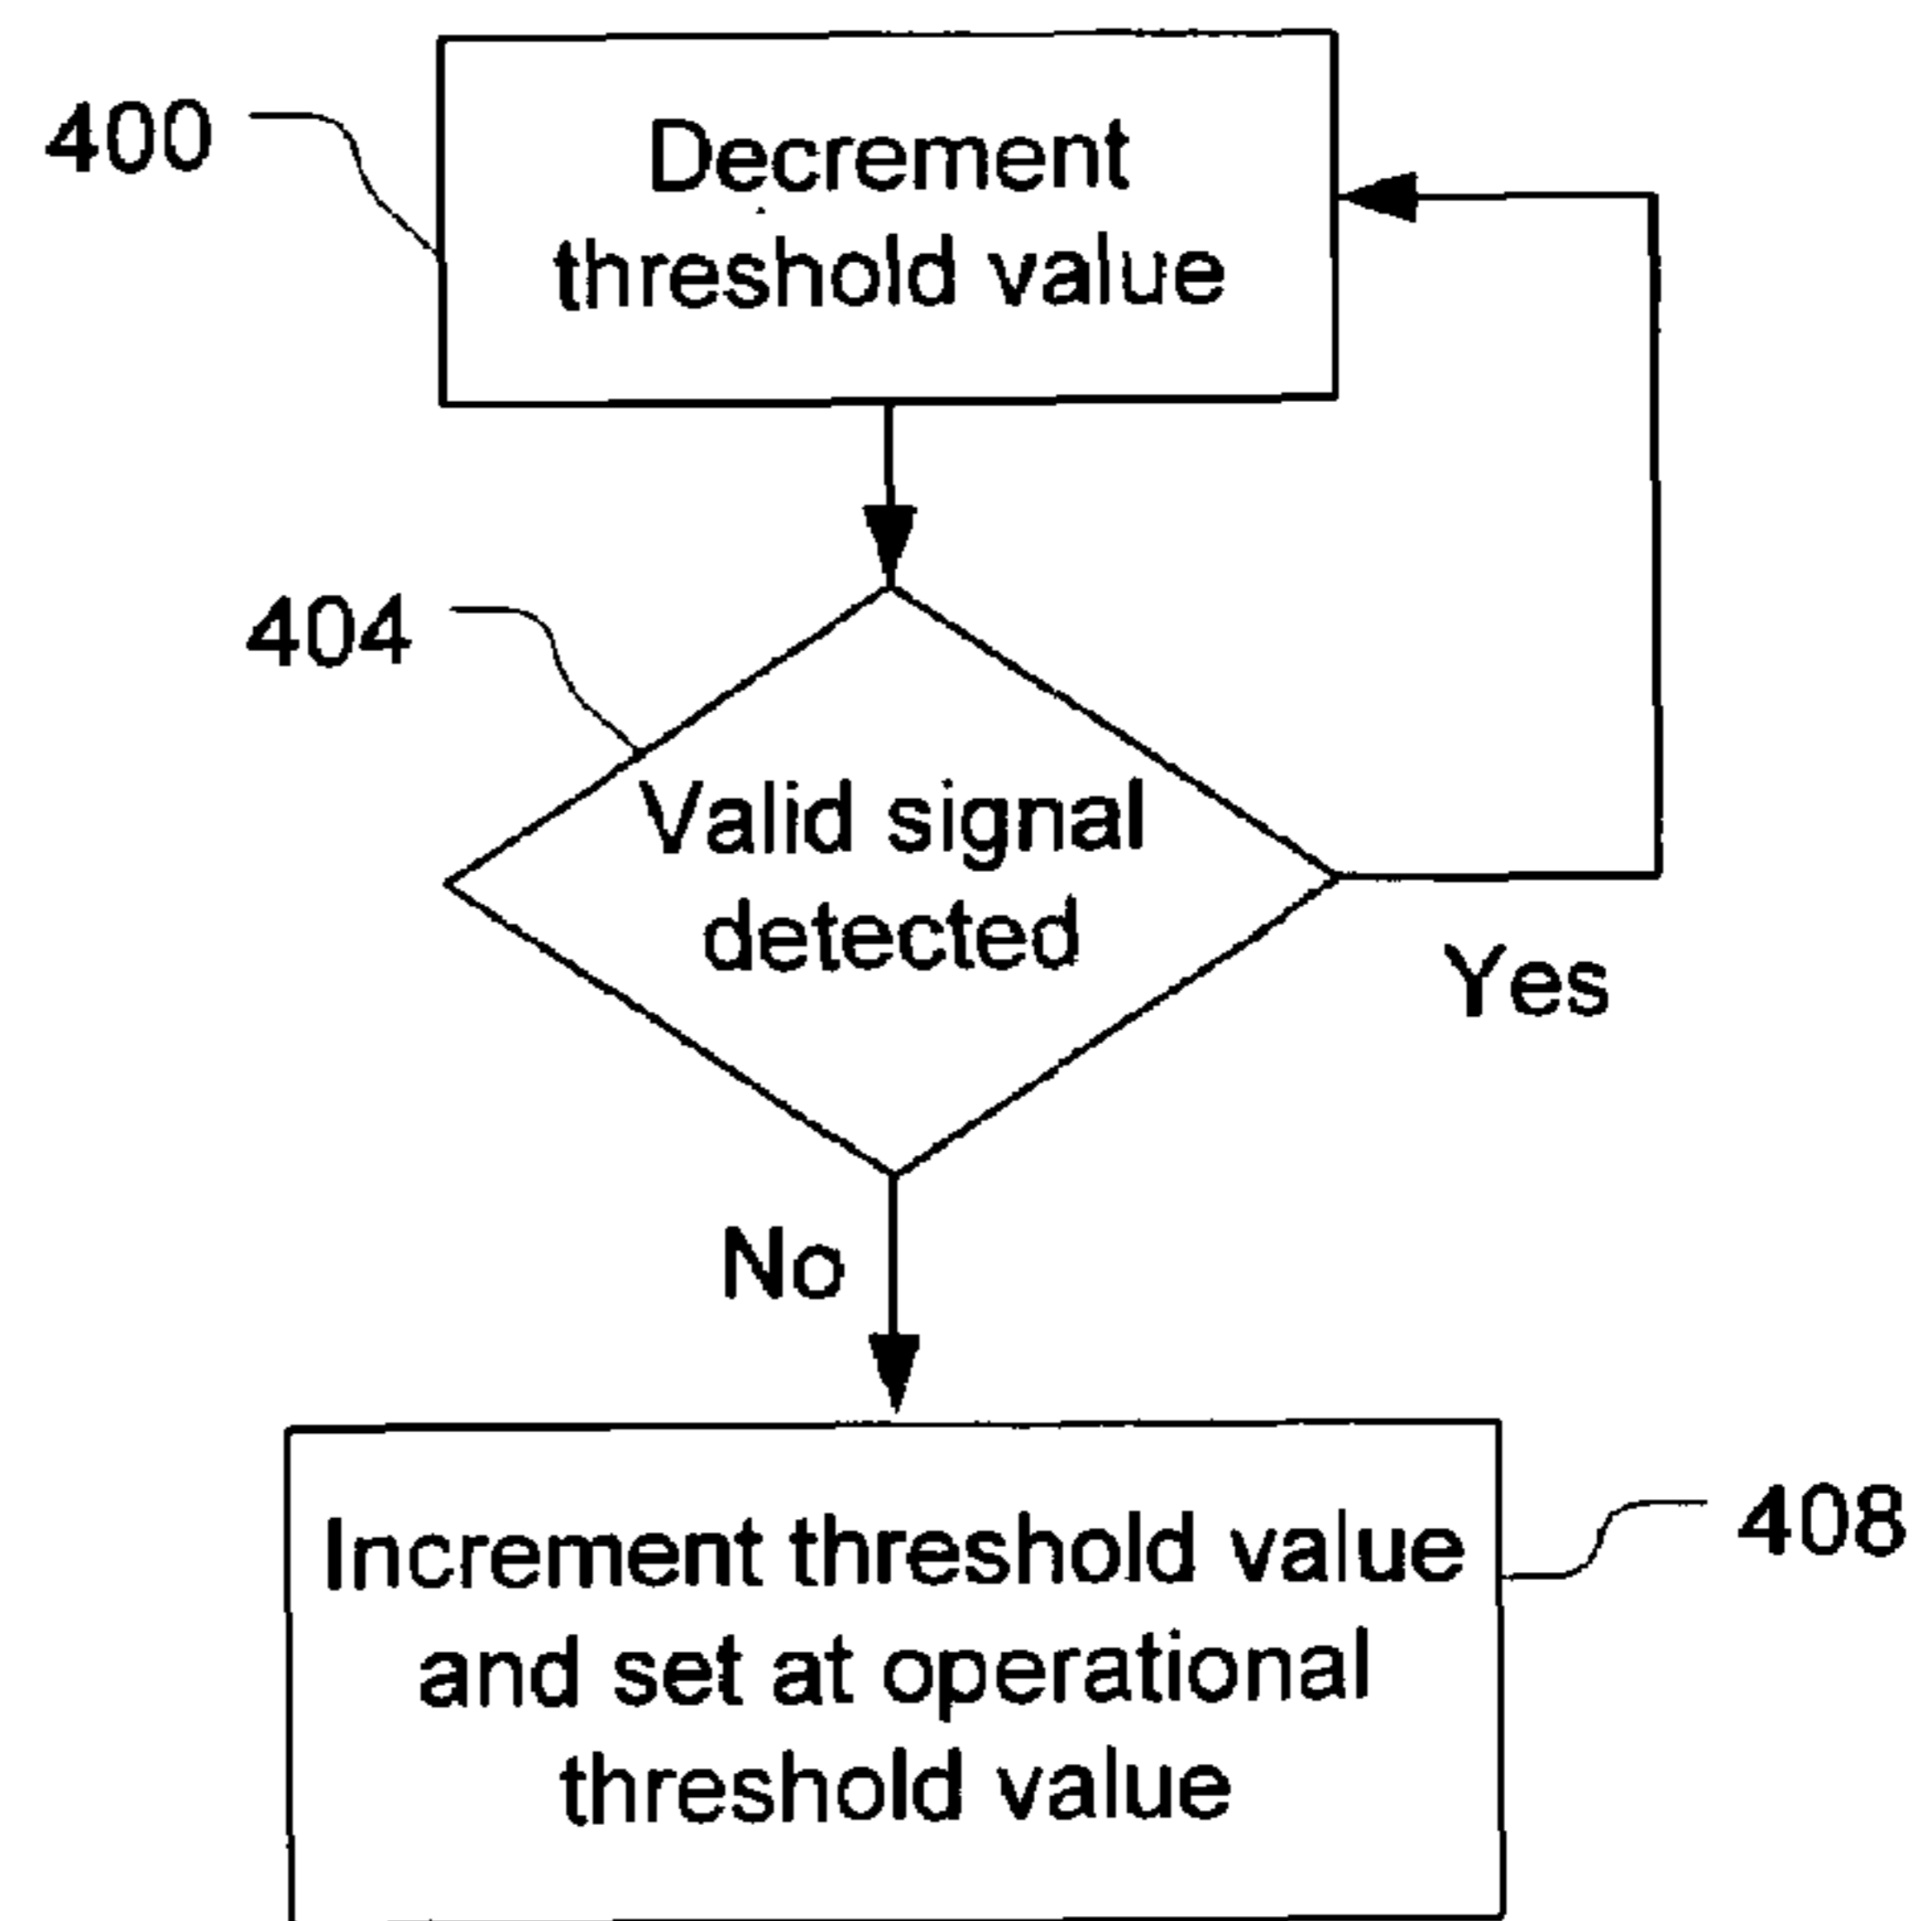 400
Decrement
threshold value
404
Valid signal
detected
Yes
No
Increment threshold value
and set at operational
threshold value
408